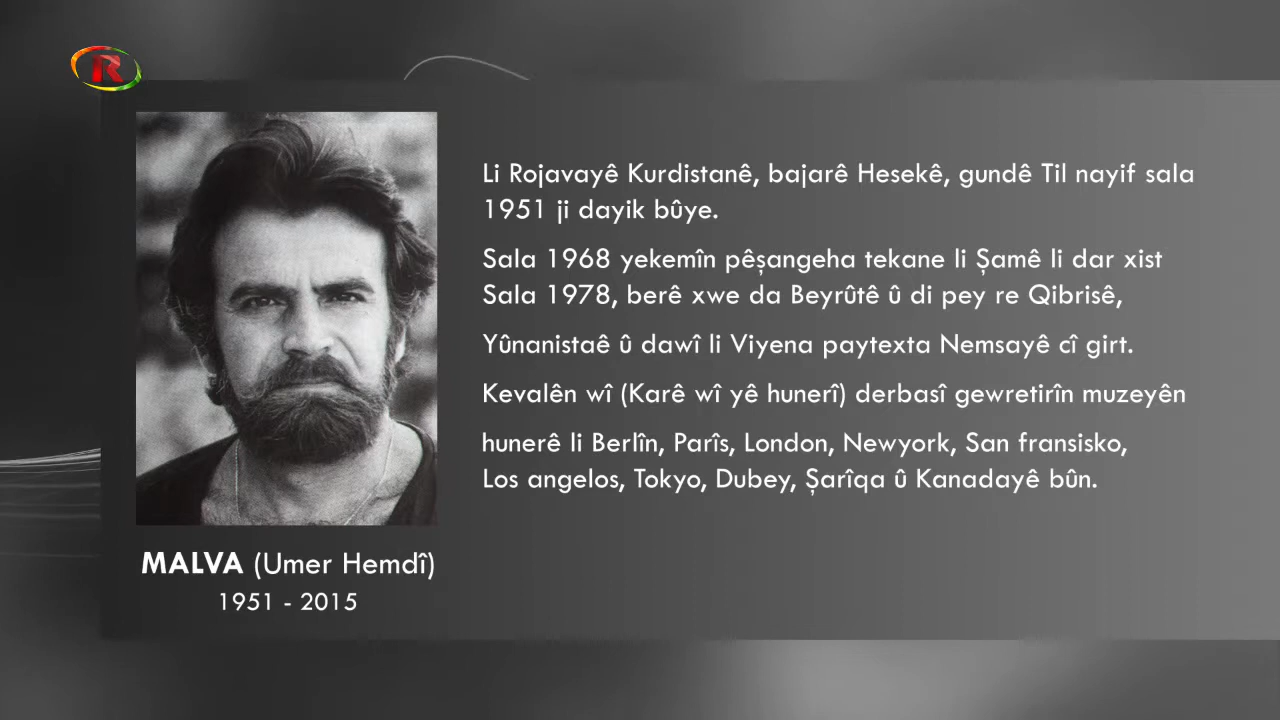 R
Li Rojavayê Kurdistanê, bajarê Hesekê, gundê Til nayif sala
1951 ji dayik bûye.
Sala 1968 yekemîn pêşangeha tekane li Şamê li dar xist
Sala 1978, berê xwe da Beyrûtê û di pey re Qibrisê,
Yûnanistaê û dawî li Viyena paytexta Nemsayê cî girt.
Kevalên wî (Karê wî yê hunerî) derbasî gewretirîn muzeyên
hunerê li Berlîn, Parîs, London, Newyork, San fransisko,
Los angelos, Tokyo, Dubey, Şarîqa û Kanadayê bûn.
MALVA (Umer Hemdî)
1951 - 2015